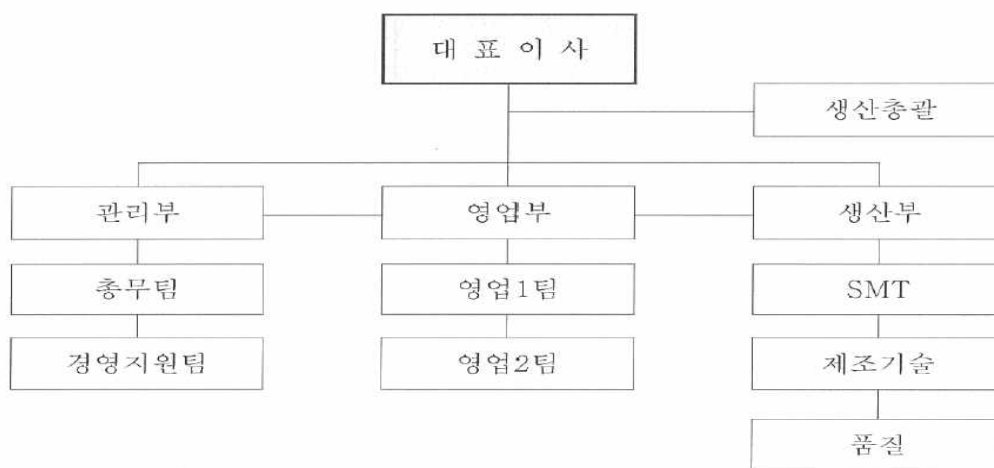 대 표 이 사
생산총괄
관리부 영업부 생산부
총무팀 영업1팀 SMT
경영지원팀 영업2팀 제조기술
품질